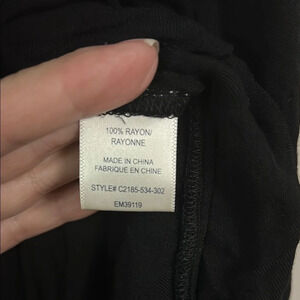 100% RAYON/
RAYONNE
MADE IN CHINA
FABRIQUE EN CHINE
STYLE# C2185-534-302
EM39119